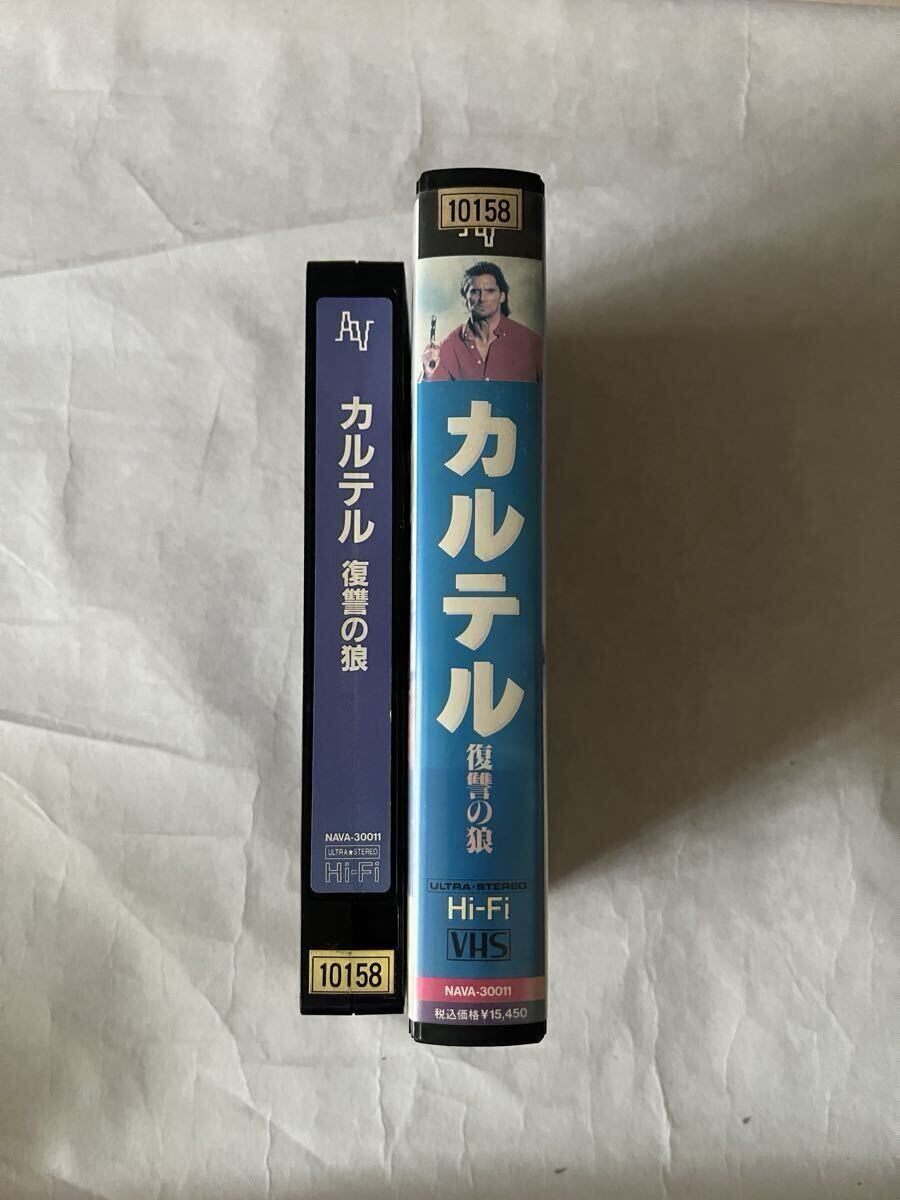 AV
カルテル 復讐の狼
NAVA-30011
ULTRA★STEREO
Hi-Fi
10158
10158
カルテル
復讐の狼
ULTRA・STEREO
Hi-Fi
VHS
NAVA-30011
税込価格¥15,450